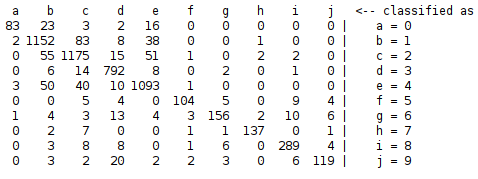 a b c d e f g h i j <-- classified as
83 23 3 2 16 0 0 0 0 0 | a = 0
2 1152 83 8 38 0 0 1 0 0 | b = 1
0 55 1175 15 51 1 0 2 2 0 | c = 2
0 6 14 792 8 0 2 0 1 0 | d = 3
3 50 40 10 1093 1 0 0 0 0 | e = 4
0 0 5 4 0 104 5 0 9 4 | f = 5
1 4 3 13 4 3 156 2 10 6 | g = 6
0 2 7 0 0 1 1 137 0 1 | h = 7
0 3 8 8 0 1 6 0 289 4 | i = 8
0 3 2 20 2 2 3 0 6 119 | j = 9